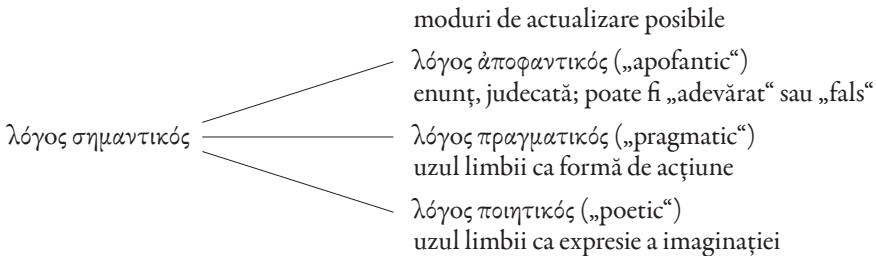 moduri de actualizare posibile
λόγος ἀποφαντικός („apofantic“)
enunț, judecată; poate fi „adevărat“ sau „fals“
λόγος σημαντικός
λόγος πραγματικός („pragmatic“)
uzul limbii ca formă de acțiune
λόγος ποιητικός („poetic“)
uzul limbii ca expresie a imaginației